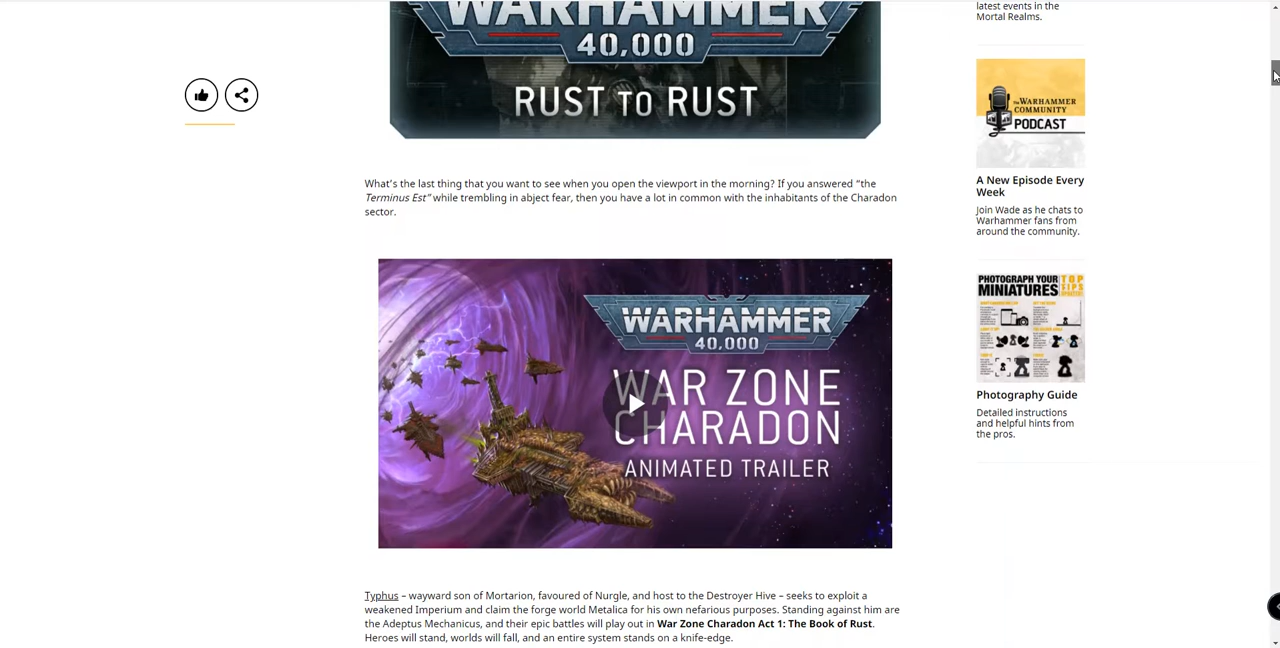 WARHAMMER
40,000
RUST TO RUST
What's the last thing that you want to see when you open the viewport in the morning? If you answered “the
Terminus Est” while trembling in abject fear, then you have a lot in common with the inhabitants of the Charadon
sector.
WARHAMMER
40,000
WAR ZONE
CHARADON
ANIMATED TRAILER
Typhus – wayward son of Mortarion, favoured of Nurgle, and host to the Destroyer Hive – seeks to exploit a
weakened Imperium and claim the forge world Metalica for his own nefarious purposes. Standing against him are
the Adeptus Mechanicus, and their epic battles will play out in War Zone Charadon Act 1: The Book of Rust.
Heroes will stand, worlds will fall, and an entire system stands on a knife-edge.
latest events in the
Mortal Realms.
THE WARHAMMER
COMMUNITY
PODCAST
A New Episode Every
Week
Join Wade as he chats to
Warhammer fans from
around the community.
PHOTOGRAPH YOUR
MINIATURES
TOP
TIPS
Photography Guide
Detailed instructions
and helpful hints from
the pros.